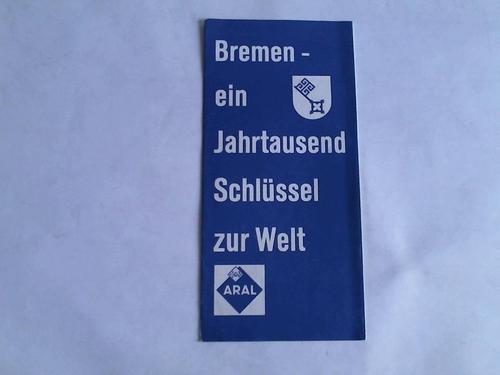 Bremen -
ein
Jahrtausend
Schlüssel
zur Welt
ARAL